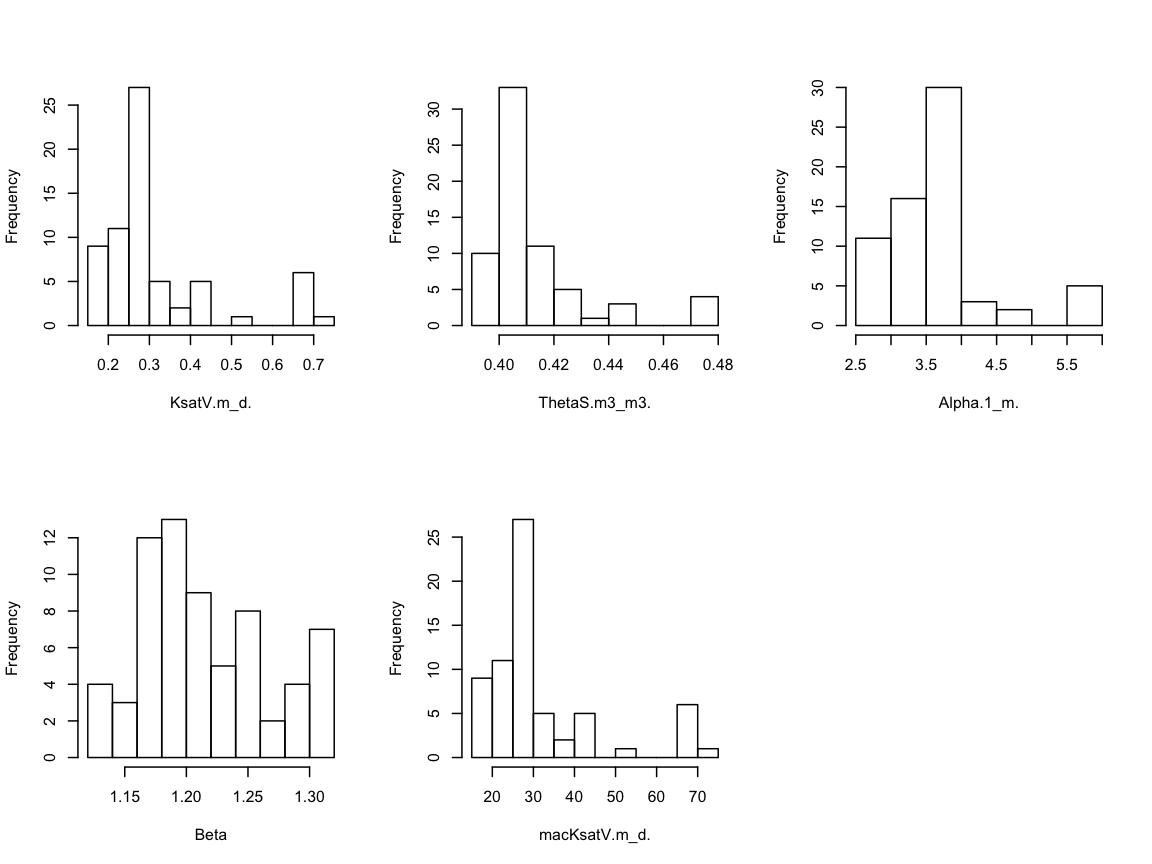 Frequency
0 5 10 15 20 25
0.2 0.3 0.4 0.5 0.6 0.7
KsatV.m_d.
Frequency
0 5 10 15 20 25 30
0.40 0.42 0.44 0.46 0.48
ThetaS.m3_m3.
Frequency
0 5 10 15 20 25 30
2.5 3.5 4.5 5.5
Alpha.1_m.
Frequency
0 2 4 6 8 10 12
1.15 1.20 1.25 1.30
Beta
Frequency
0 5 10 15 20 25
20 30 40 50 60 70
macKsatV.m_d.